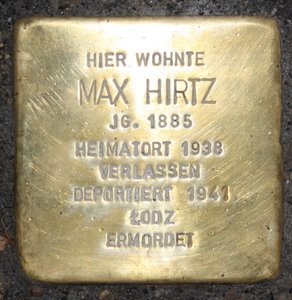 HIER WOHNTE
MAX HIRTZ
JG. 1885
HEIMATORT 1938
VERLASSEN
DEPORTIERT 1941
ŁODZ
ERMORDET